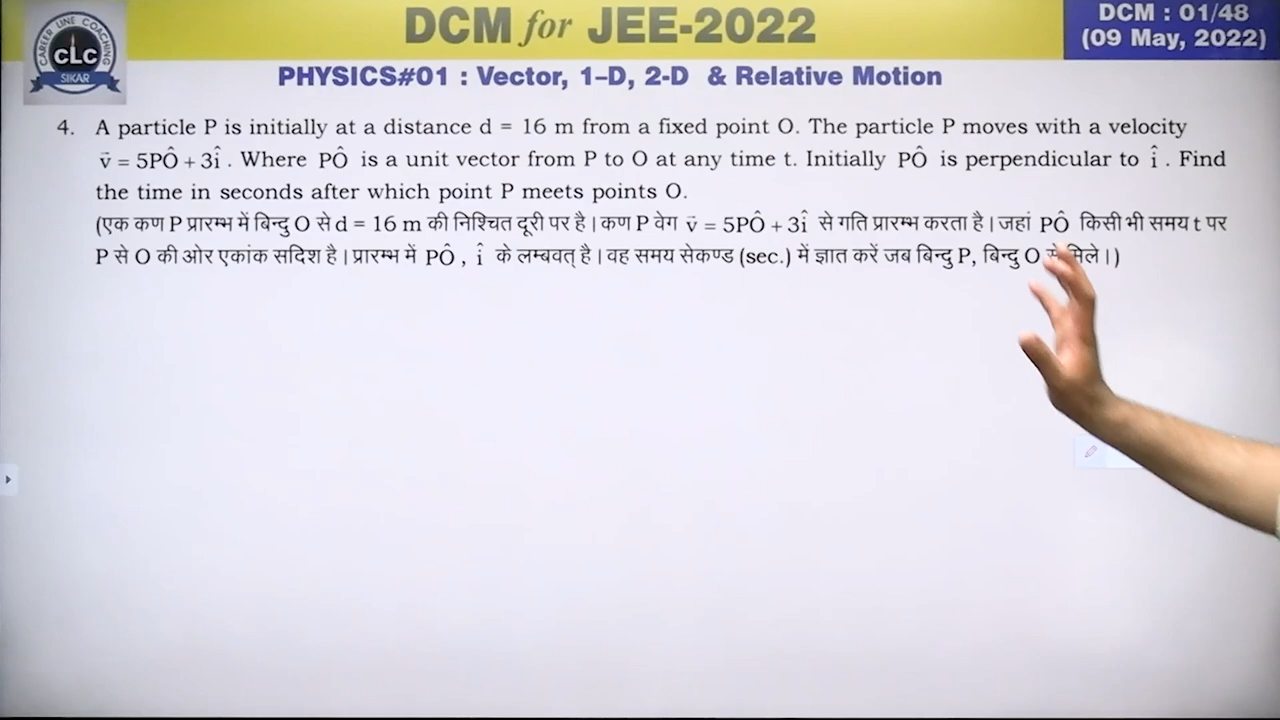 CAREER LINE COACHING
CLC
SIKAR
DCM for JEE-2022
DCM : 01/48
(09 May, 2022)
PHYSICS#01 : Vector, 1–D, 2-D & Relative Motion
4. A particle P is initially at a distance d = 16 m from a fixed point O. The particle P moves with a velocity
v⃗ = 5PÔ + 3î . Where PÔ is a unit vector from P to O at any time t. Initially PÔ is perpendicular to î . Find
the time in seconds after which point P meets points O.
(एक कण P प्रारम्भ में बिन्दु O से d = 16 m की निश्चित दूरी पर है। कण P वेग v⃗ = 5PÔ + 3î से गति प्रारम्भ करता है। जहां PÔ किसी भी समय t पर
P से O की ओर एकांक सदिश है। प्रारम्भ में PÔ , î के लम्बवत् है। वह समय सेकण्ड (sec.) में ज्ञात करें जब बिन्दु P, बिन्दु O मिले।)